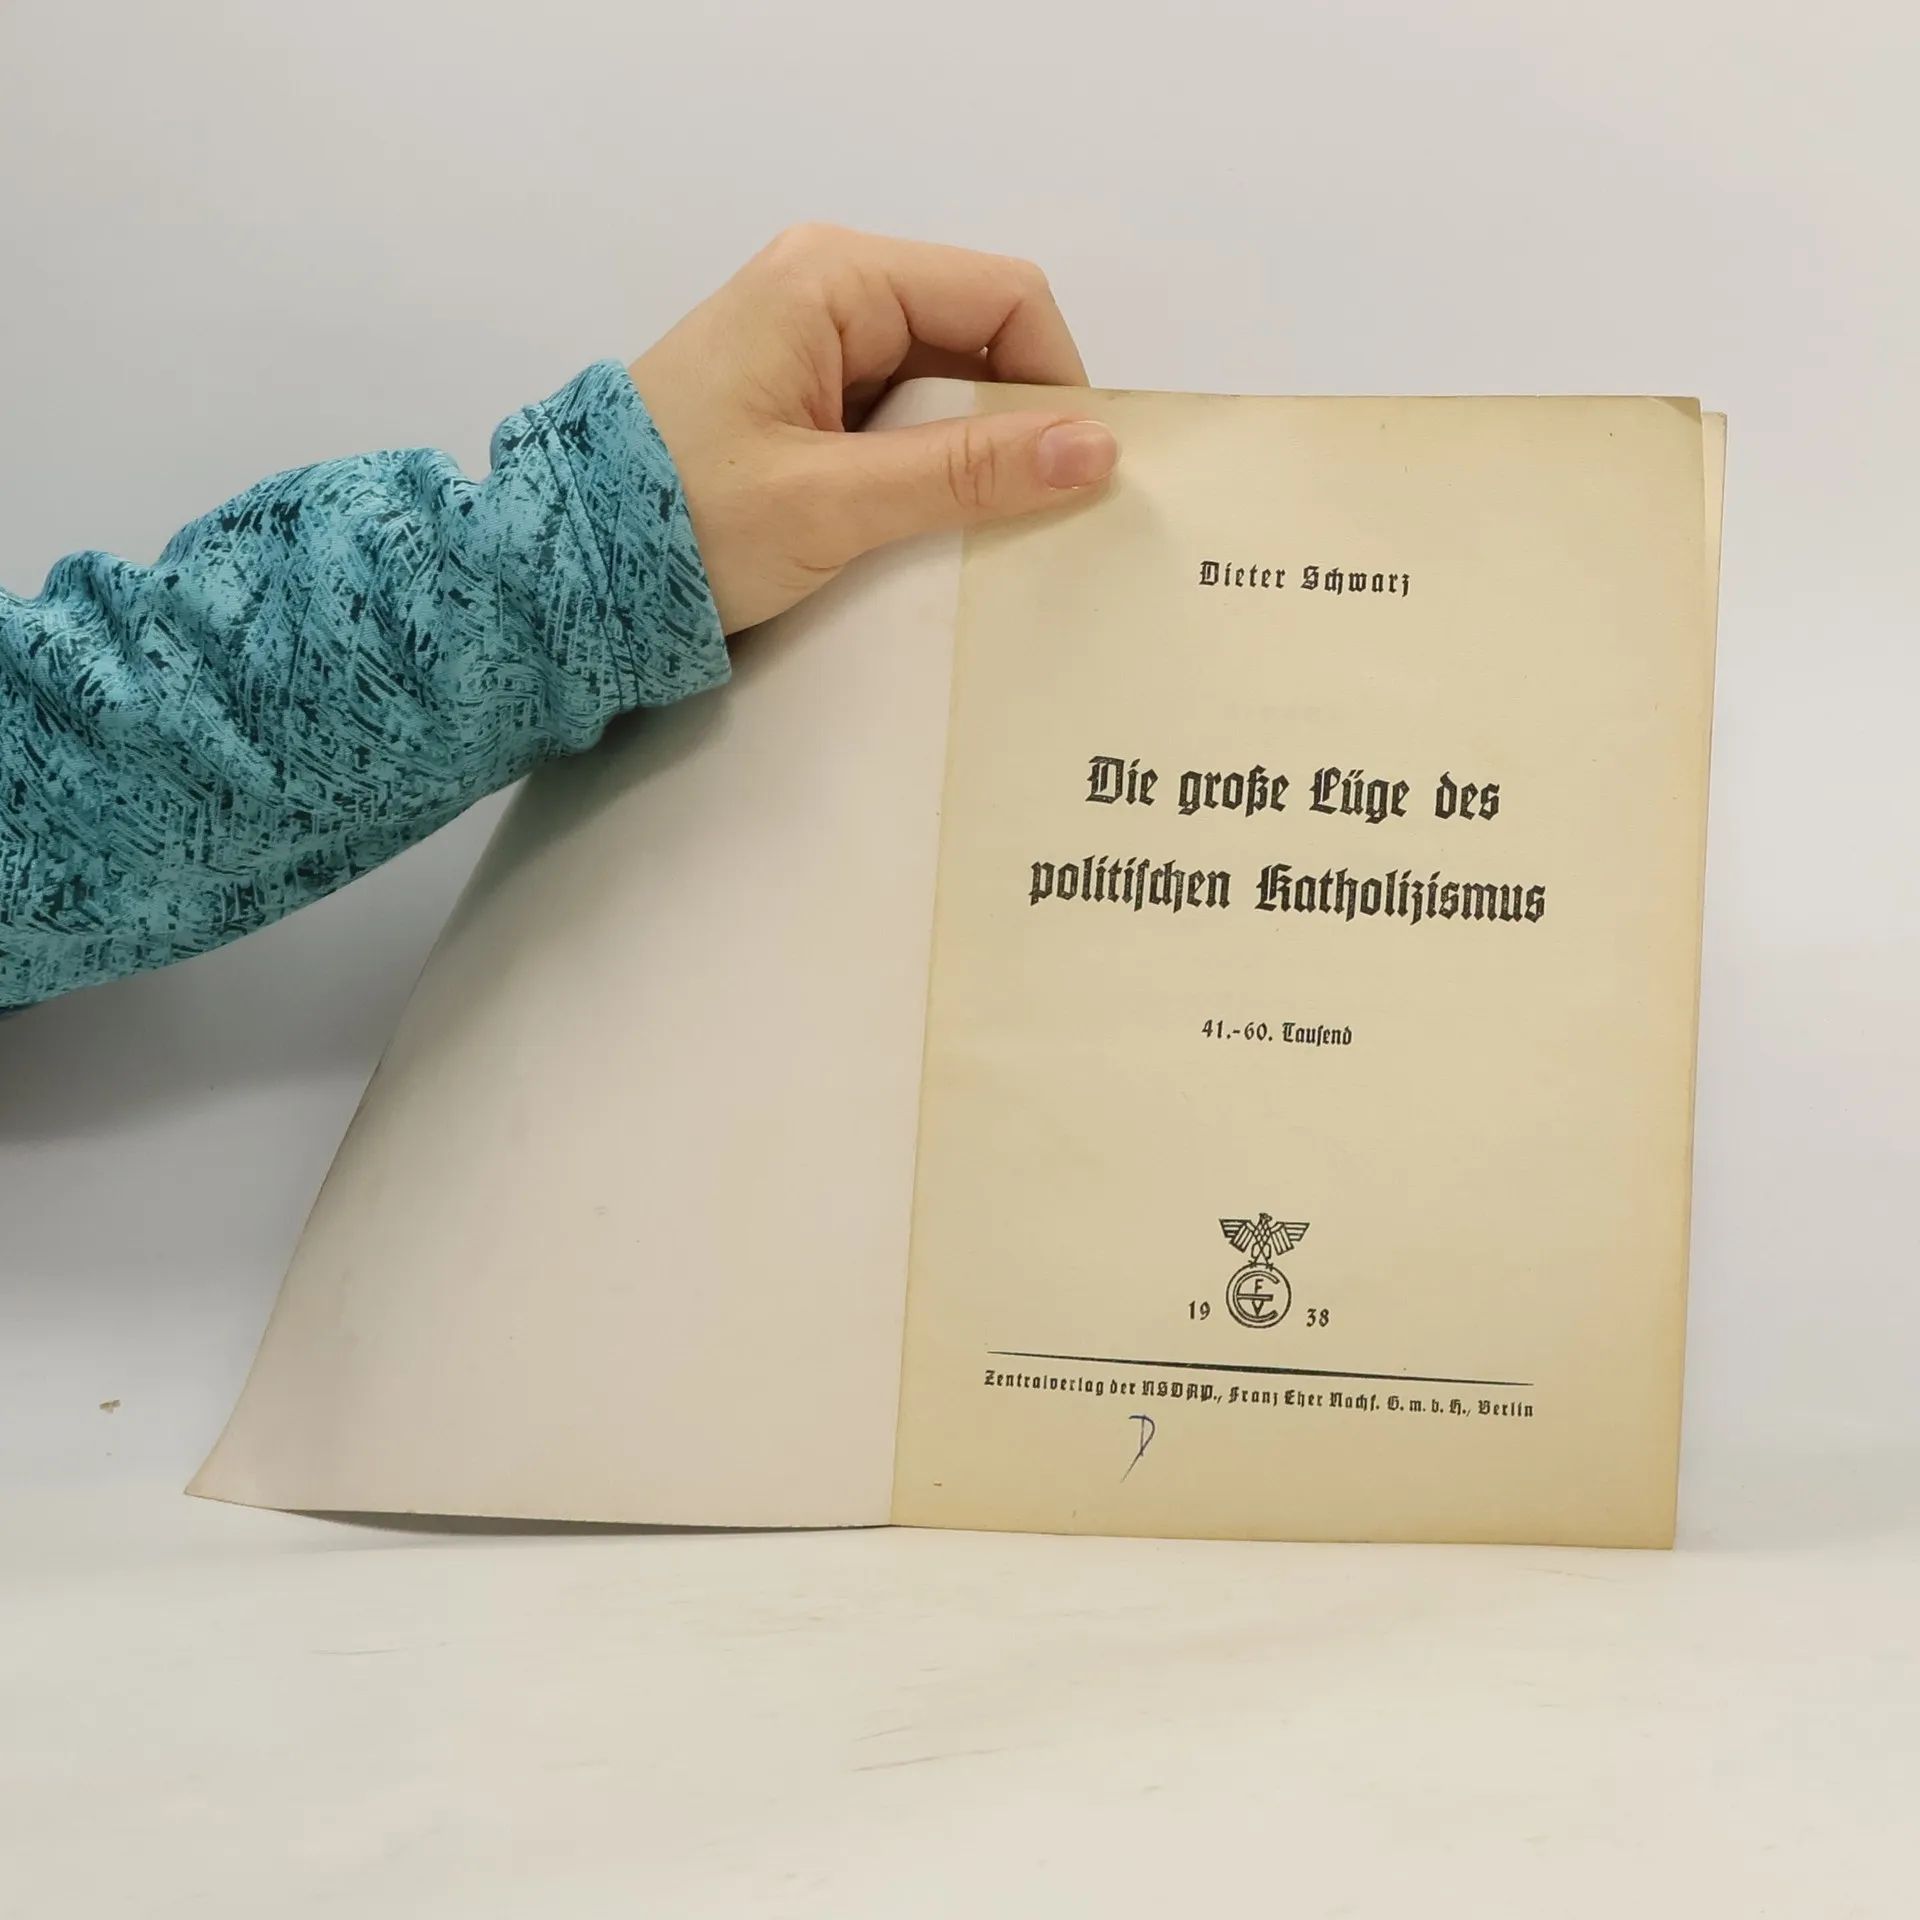 Dieter Schwarz
Die große Lüge des
politischen Katholizismus
41.-60. Tausend
19 FEV 38
Zentralverlag der NSDAP., Franz Eher Nachf. G. m. b. H., Berlin